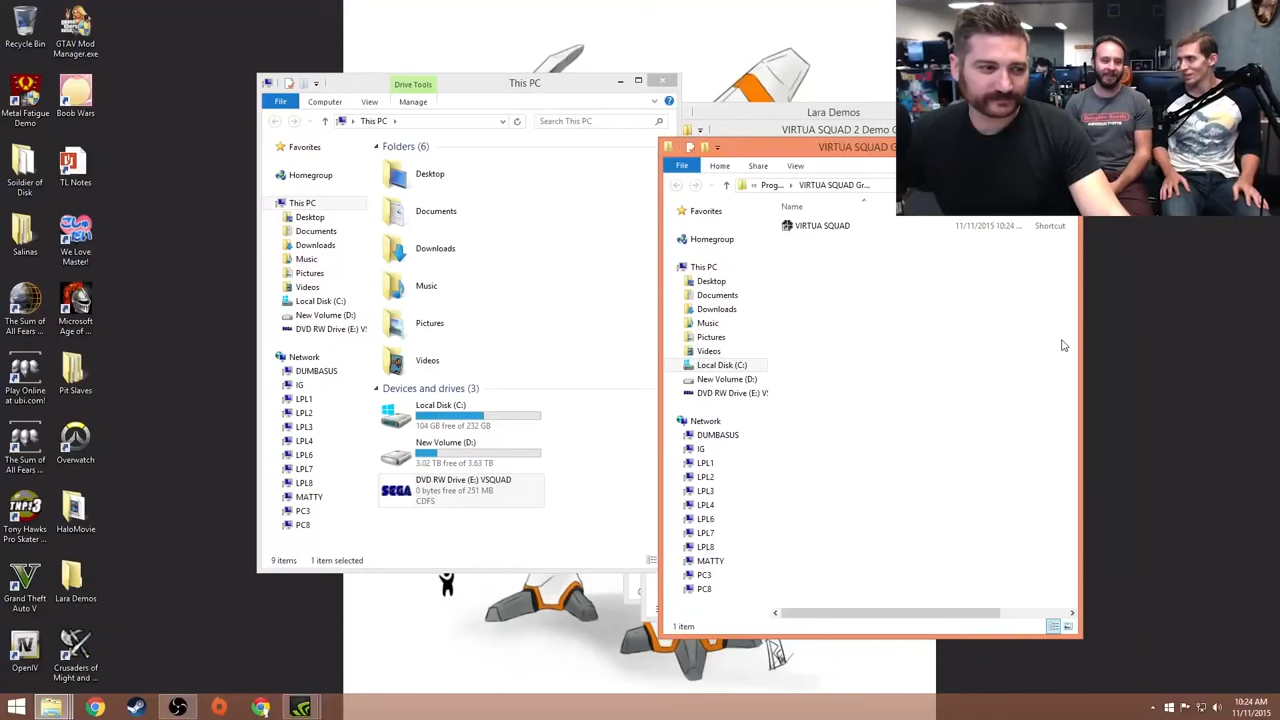 Recycle Bin
GTAV Mod
Manager.exe
Metal Fatigue
Demo
Boob Wars
Soldier of
TL Notes
Salinas
We Love
Master!
The Sum of
All Fears ...
Microsoft
Age of ...
Play Online
at ubi.com!
Pit Slaves
The Sum of
All Fears ...
Overwatch
Tony Hawks
Pro Skater ...
HaloMovie
Grand Theft
Auto V
Lara Demos
OpenIV
Crusaders of
Might and ...
Drive Tools
This PC
File
Computer
View
Manage
This PC
Search This PC
Favorites
Homegroup
This PC
Desktop
Documents
Downloads
Music
Pictures
Videos
Local Disk (C:)
New Volume (D:)
DVD RW Drive (E:) VS
Network
DUMBASUS
IG
LPL1
LPL2
LPL3
LPL4
LPL6
LPL7
LPL8
MATTY
PC3
PC8
Folders (6)
Desktop
Documents
Downloads
Music
Pictures
Videos
Devices and drives (3)
Local Disk (C:)
104 GB free of 232 GB
New Volume (D:)
3.02 TB free of 3.63 TB
SEGA
DVD RW Drive (E:) VSQUAD
0 bytes free of 251 MB
CDFS
9 items 1 item selected
Lara Demos
VIRTUA SQUAD 2 Demo G
VIRTUA SQUAD G
File
Home
Share
View
Prog...
VIRTUA SQUAD Gr...
Name
VIRTUA SQUAD
11/11/2015 10:24 ...
Shortcut
Favorites
Homegroup
This PC
Desktop
Documents
Downloads
Music
Pictures
Videos
Local Disk (C:)
New Volume (D:)
DVD RW Drive (E:) V
Network
DUMBASUS
IG
LPL1
LPL2
LPL3
LPL4
LPL6
LPL7
LPL8
MATTY
PC3
PC8
1 item
10:24 AM
11/11/2015